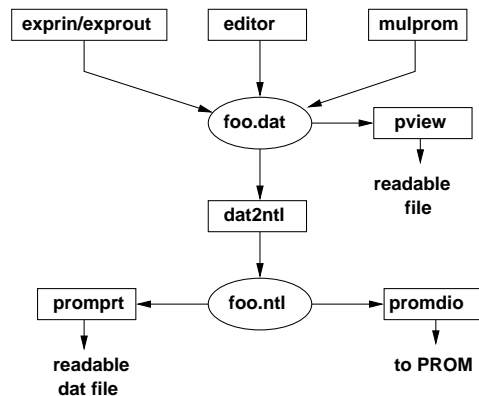 exprin/exprout
editor
mulprom
foo.dat
pview
readable
file
dat2ntl
promprt
foo.ntl
promdio
readable
dat file
to PROM